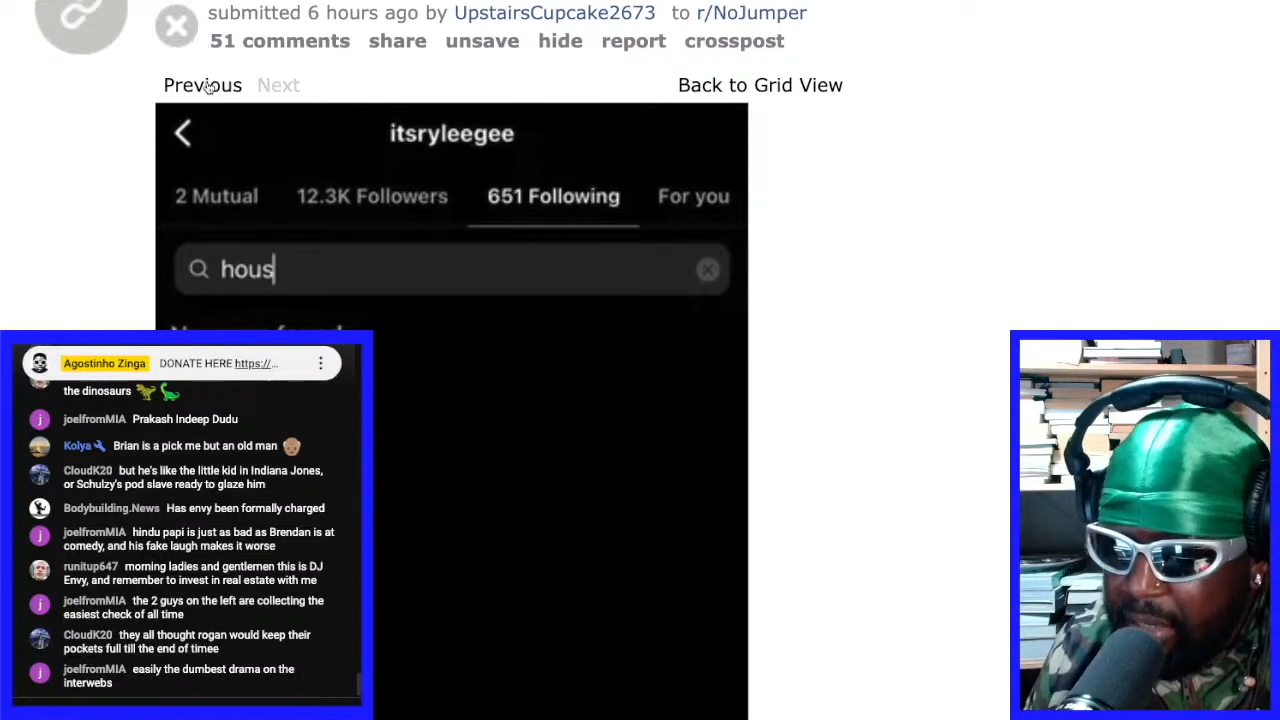 submitted 6 hours ago by UpstairsCupcake2673 to r/NoJumper
51 comments share unsave hide report crosspost
Previous Next Back to Grid View
itsryleegee
2 Mutual 12.3K Followers 651 Following For you
hous
Agostinho Zinga DONATE HERE https://...
the dinosaurs 🦖 🦕
joelfromMIA Prakash Indeep Dudu
Kolya🔧 Brian is a pick me but an old man 👴🏽
CloudK20 but he's like the little kid in Indiana Jones,
or Schulzy's pod slave ready to glaze him
Bodybuilding.News Has envy been formally charged
joelfromMIA hindu papi is just as bad as Brendan is at
comedy, and his fake laugh makes it worse
runitup647 morning ladies and gentlemen this is DJ
Envy, and remember to invest in real estate with me
joelfromMIA the 2 guys on the left are collecting the
easiest check of all time
CloudK20 they all thought rogan would keep their
pockets full till the end of timee
joelfromMIA easily the dumbest drama on the
interwebs